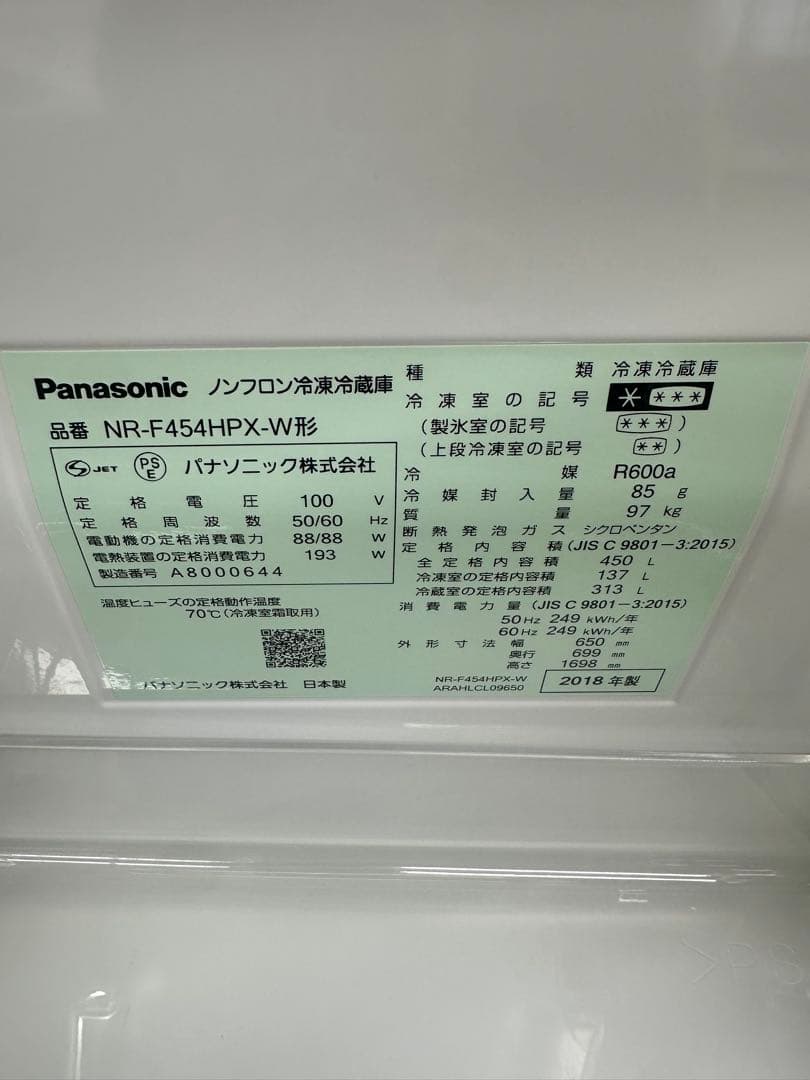 Panasonic ノンフロン冷凍冷蔵庫
品番 NR-F454HPX-W形
S JET PSE パナソニック株式会社
定格電圧 100 V
定格周波数 50/60 Hz
電動機の定格消費電力 88/88 W
電熱装置の定格消費電力 193 W
製造番号 A8000644
温度ヒューズの定格動作温度
70℃(冷凍室霜取用)
パナソニック株式会社 日本製
種類 冷凍冷蔵庫
冷凍室の記号 * ***
(製氷室の記号 ***)
(上段冷凍室の記号 **)
冷媒 R600a
冷媒封入量 85 g
質量 97 kg
断熱発泡ガス シクロペンタン
定格内容積(JIS C 9801-3:2015)
全定格内容積 450 L
冷凍室の定格内容積 137 L
冷蔵室の定格内容積 313 L
消費電力量(JIS C 9801-3:2015)
50Hz 249 kWh/年
60Hz 249 kWh/年
外形寸法 幅 650 mm
奥行 699 mm
高さ 1698 mm
NR-F454HPX-W
ARAHLCL09650
2018年製
>PS